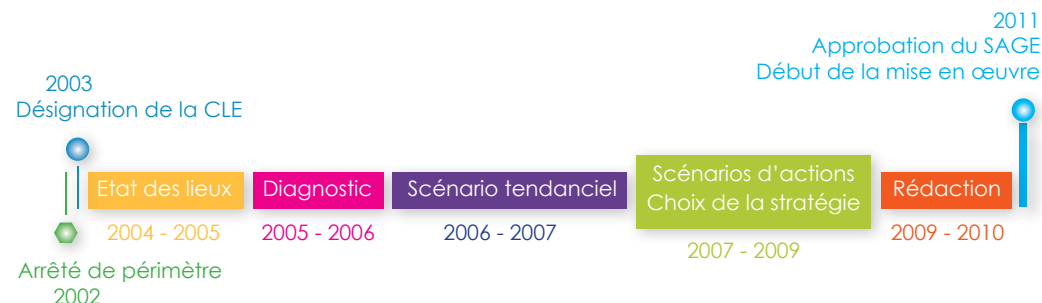 2011
Approbation du SAGE
Début de la mise en œuvre
2003
Désignation de la CLE
Etat des lieux
Diagnostic
Scénario tendanciel
Scénarios d’actions
Choix de la stratégie
Rédaction
2004 - 2005
2005 - 2006
2006 - 2007
2007 - 2009
2009 - 2010
Arrêté de périmètre
2002